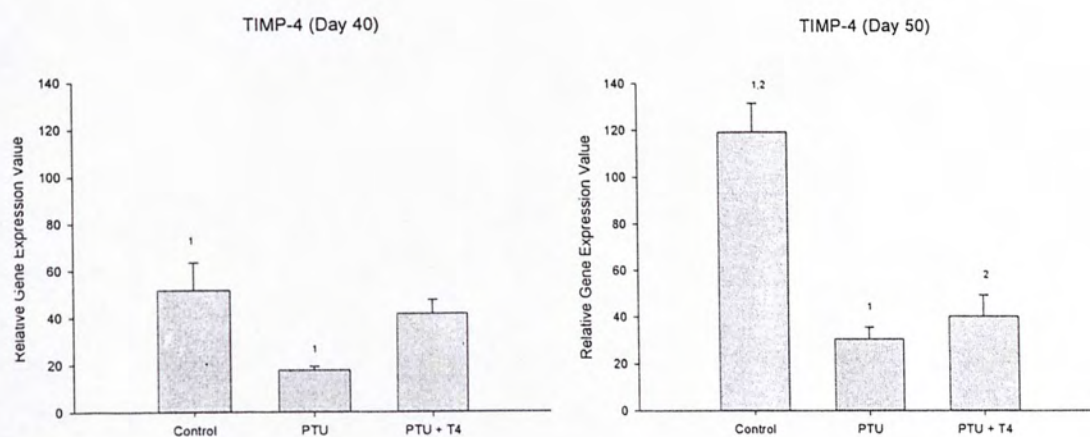 TIMP-4 (Day 40)
Relative Gene Expression Value
140
120
100
80
60
40
20
0
1
1
Control
PTU
PTU + T4
TIMP-4 (Day 50)
Relative Gene Expression Value
140
120
100
80
60
40
20
0
1,2
1
2
Control
PTU
PTU + T4